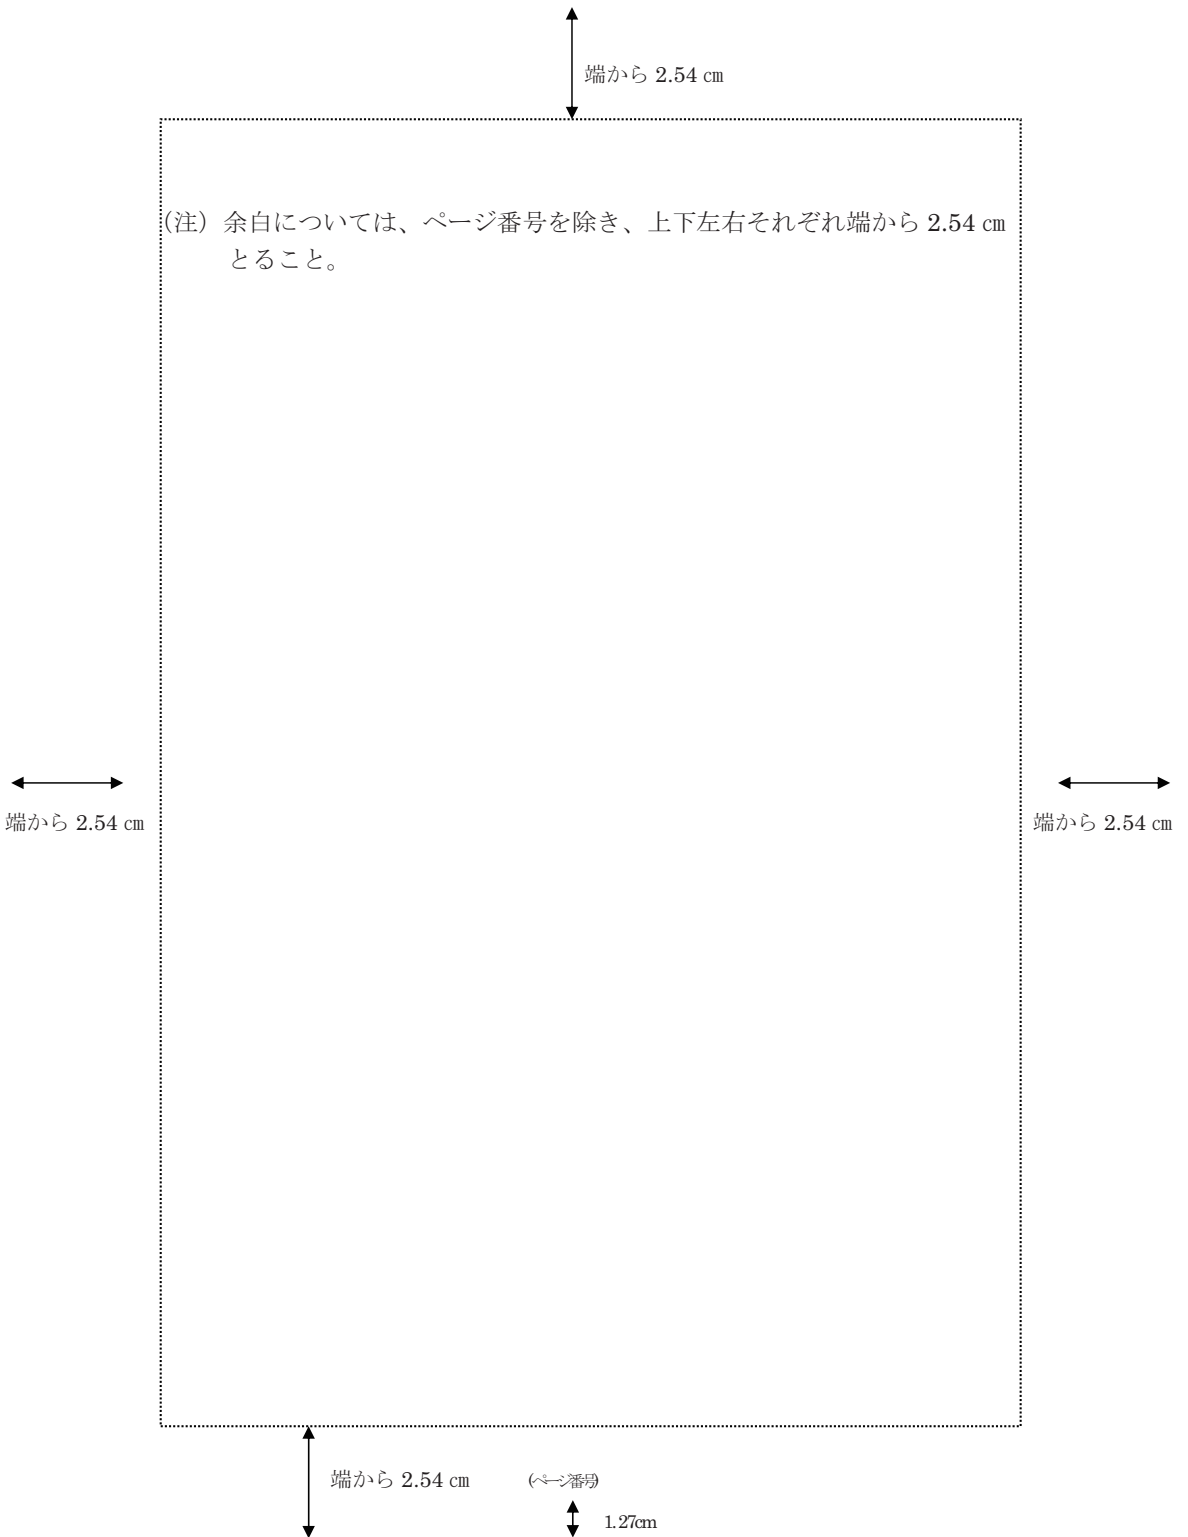 端から 2.54 ㎝
(注) 余白については、ページ番号を除き、上下左右それぞれ端から 2.54 ㎝
とること。
端から 2.54 ㎝
端から 2.54 ㎝
端から 2.54 ㎝
(ページ番号)
1.27cm